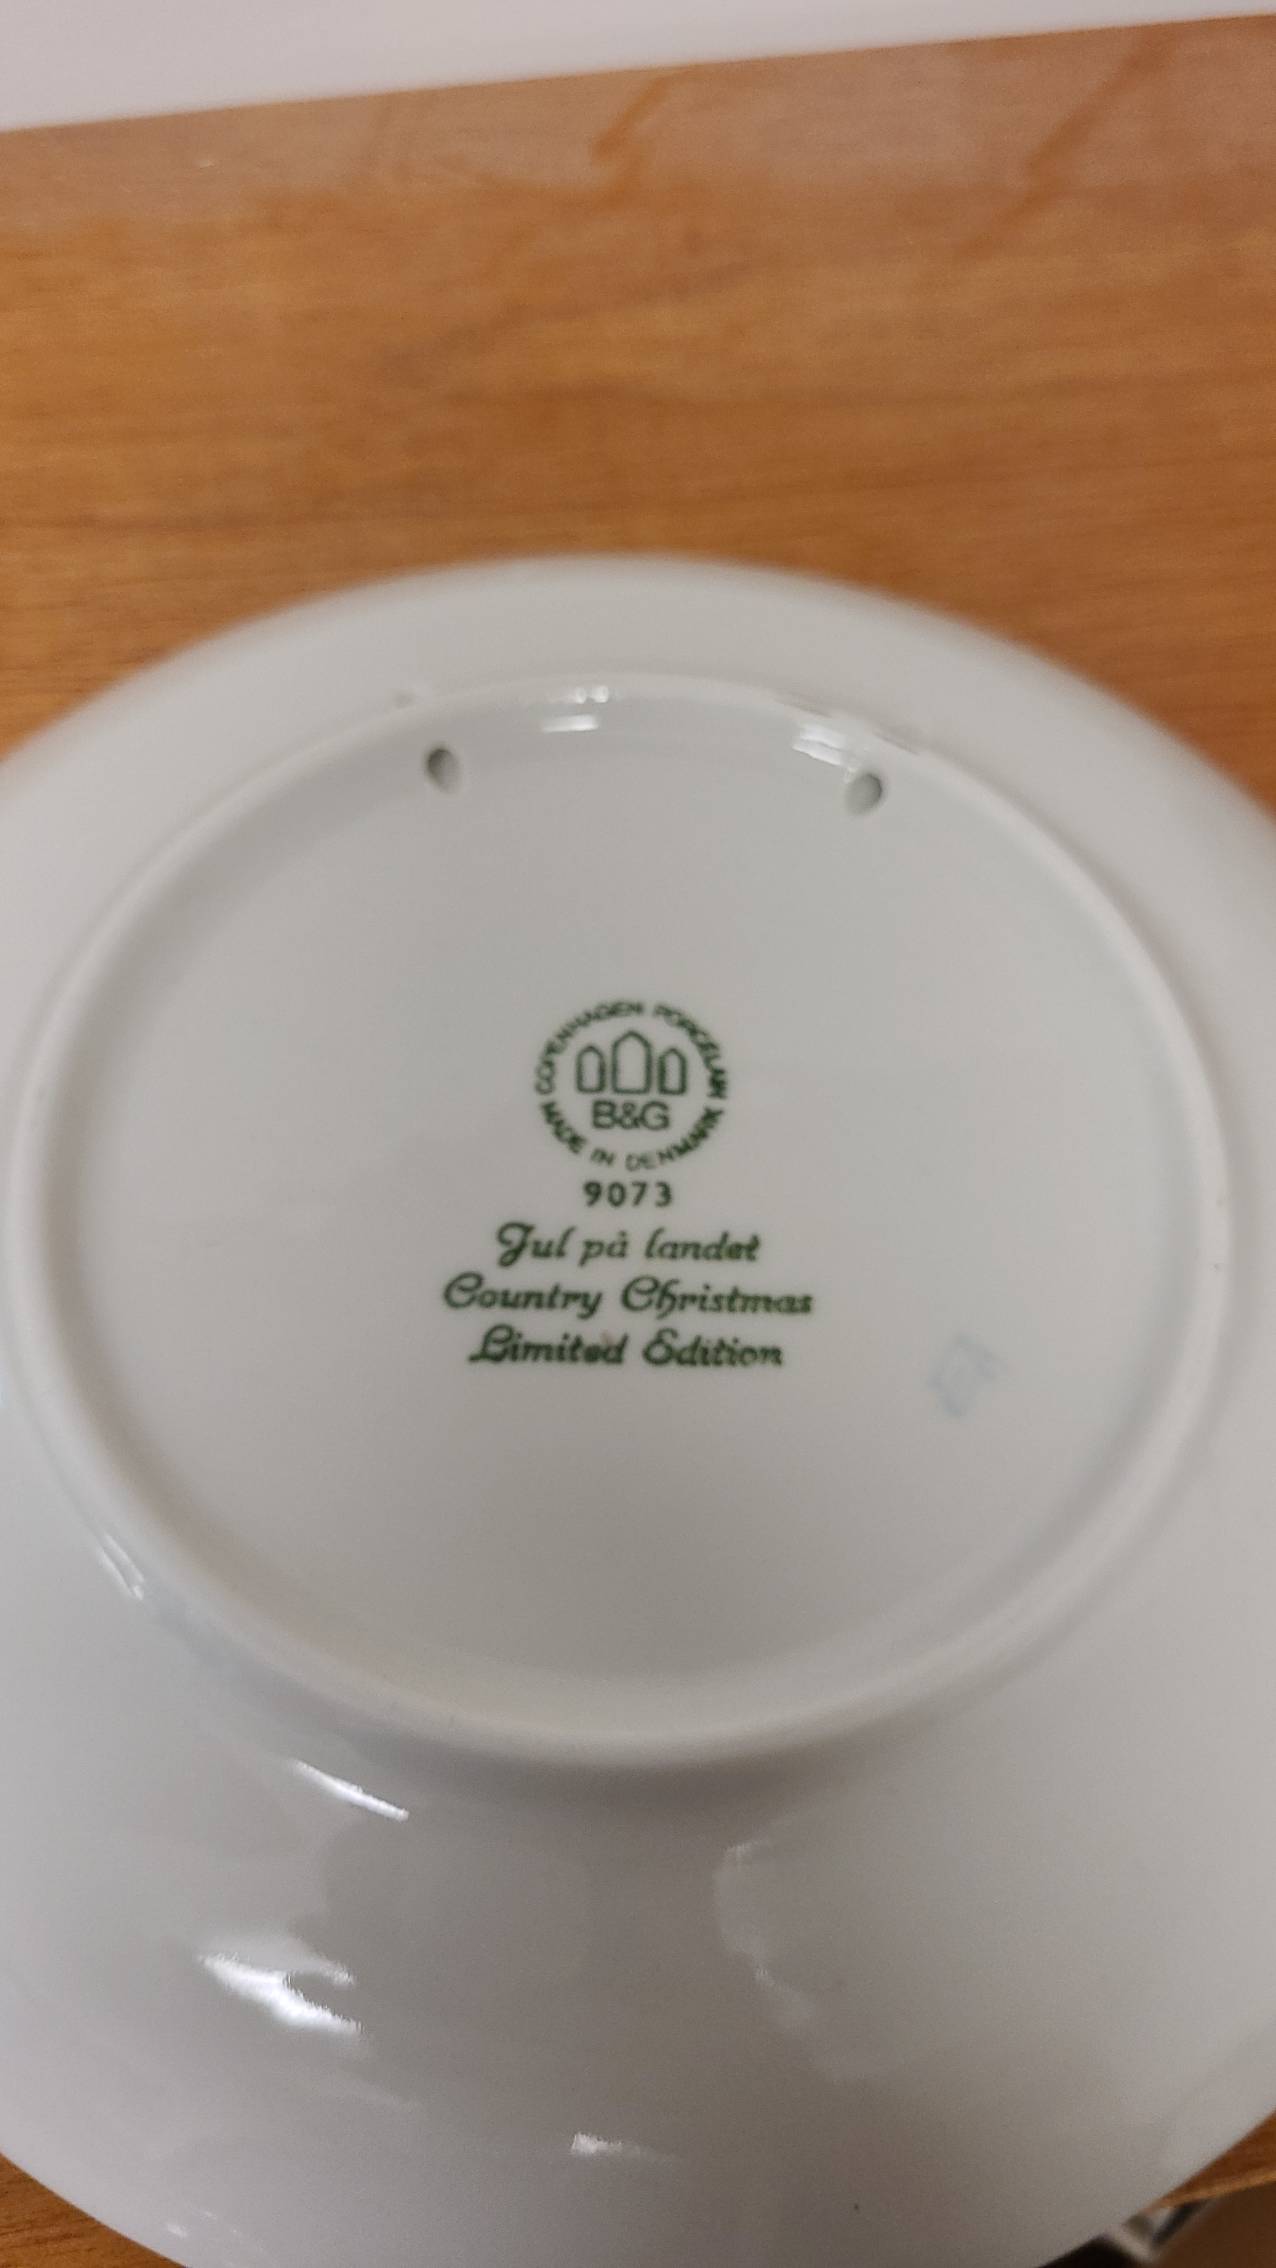 COPENHAGEN PORCELAIN
B&G
MADE IN DENMARK
9073
Jul på landet
Country Christmas
Limited Edition